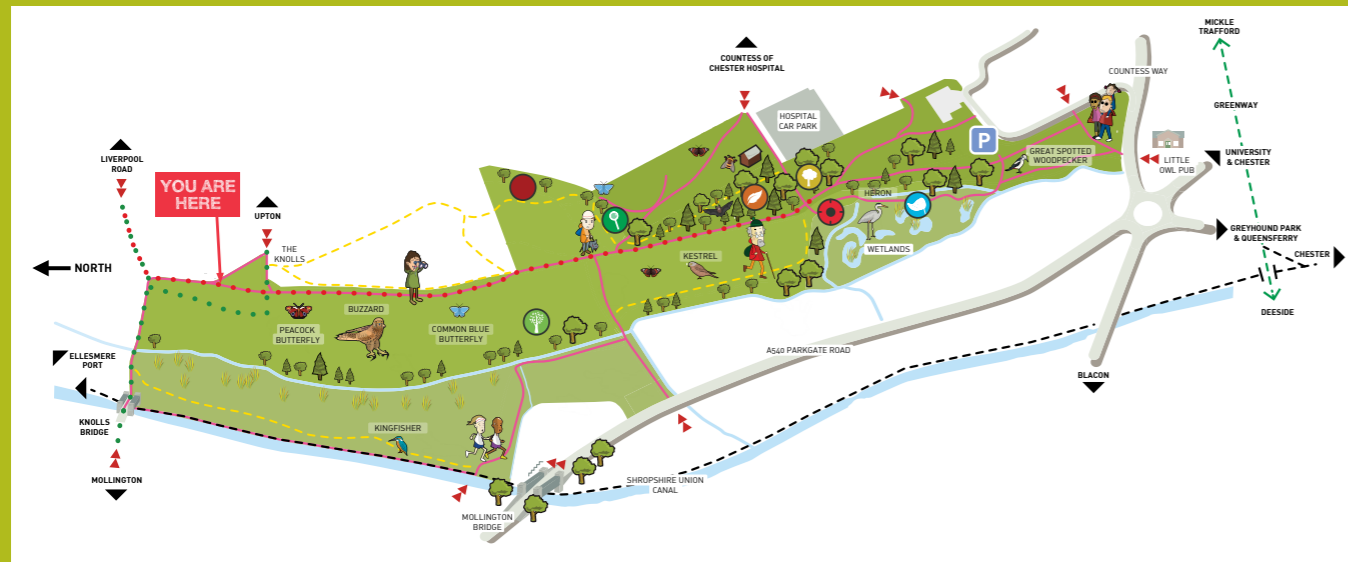 MICKLE
TRAFFORD
COUNTESS OF
CHESTER HOSPITAL
COUNTESS WAY
GREENWAY
HOSPITAL
CAR PARK
P
LIVERPOOL
ROAD
YOU ARE
HERE
UPTON
GREAT SPOTTED
WOODPECKER
LITTLE
OWL PUB
UNIVERSITY
& CHESTER
HERON
THE
KNOLLS
GREYHOUND PARK
& QUEENSFERRY
WETLANDS
CHESTER
NORTH
KESTREL
PEACOCK
BUTTERFLY
BUZZARD
COMMON BLUE
BUTTERFLY
DEESIDE
A540 PARKGATE ROAD
ELLESMERE
PORT
BLACON
KNOLLS
BRIDGE
KINGFISHER
MOLLINGTON
SHROPSHIRE UNION
CANAL
MOLLINGTON
BRIDGE